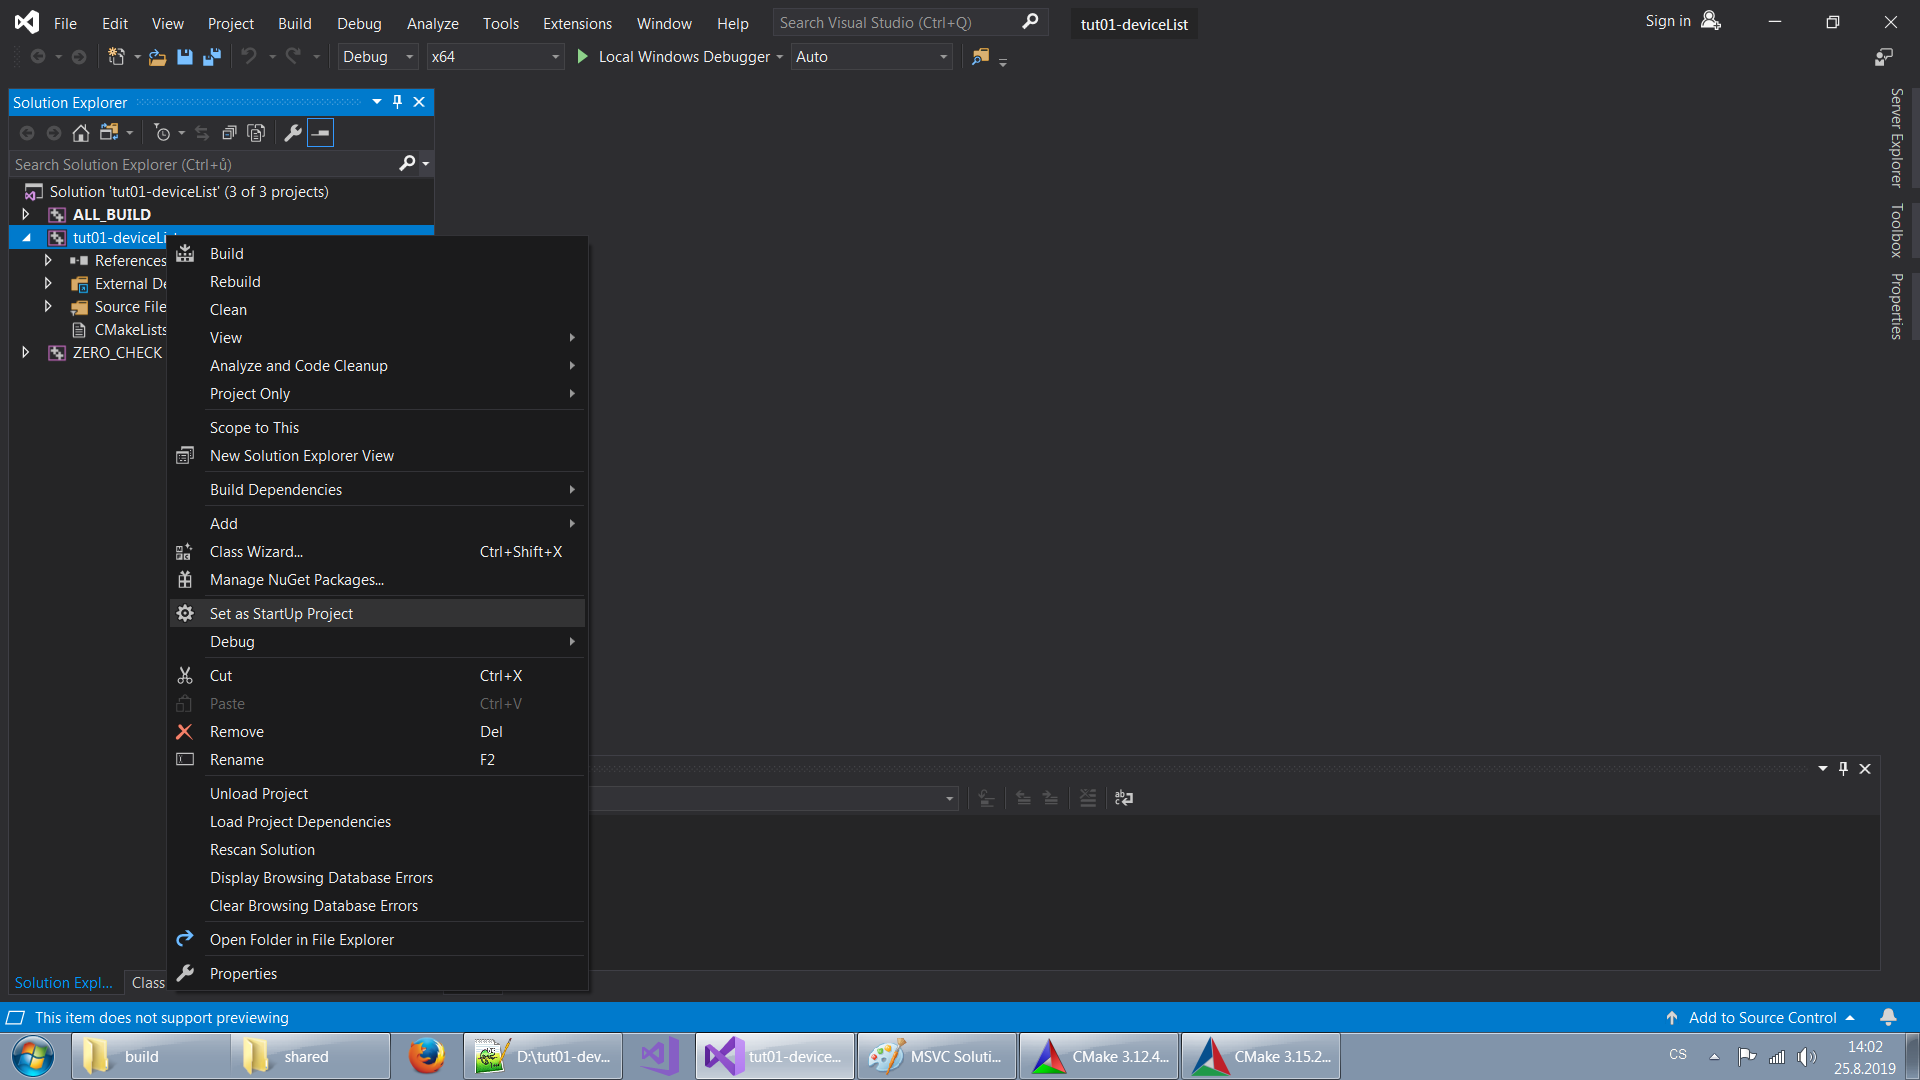 File Edit View Project Build Debug Analyze Tools Extensions Window Help Search Visual Studio (Ctrl+Q) tut01-deviceList Sign in
Debug x64 Local Windows Debugger Auto
Solution Explorer
Search Solution Explorer (Ctrl+ů)
Solution 'tut01-deviceList' (3 of 3 projects)
ALL_BUILD
tut01-deviceLi
References
External De
Source File
CMakeLists
ZERO_CHECK
Build
Rebuild
Clean
View
Analyze and Code Cleanup
Project Only
Scope to This
New Solution Explorer View
Build Dependencies
Add
Class Wizard... Ctrl+Shift+X
Manage NuGet Packages...
Set as StartUp Project
Debug
Cut Ctrl+X
Paste Ctrl+V
Remove Del
Rename F2
Unload Project
Load Project Dependencies
Rescan Solution
Display Browsing Database Errors
Clear Browsing Database Errors
Open Folder in File Explorer
Properties
Server Explorer
Toolbox
Properties
Solution Expl... Class
This item does not support previewing Add to Source Control
build shared D:\tut01-dev... tut01-device... MSVC Soluti... CMake 3.12.4... CMake 3.15.2... CS 14:02
25.8.2019